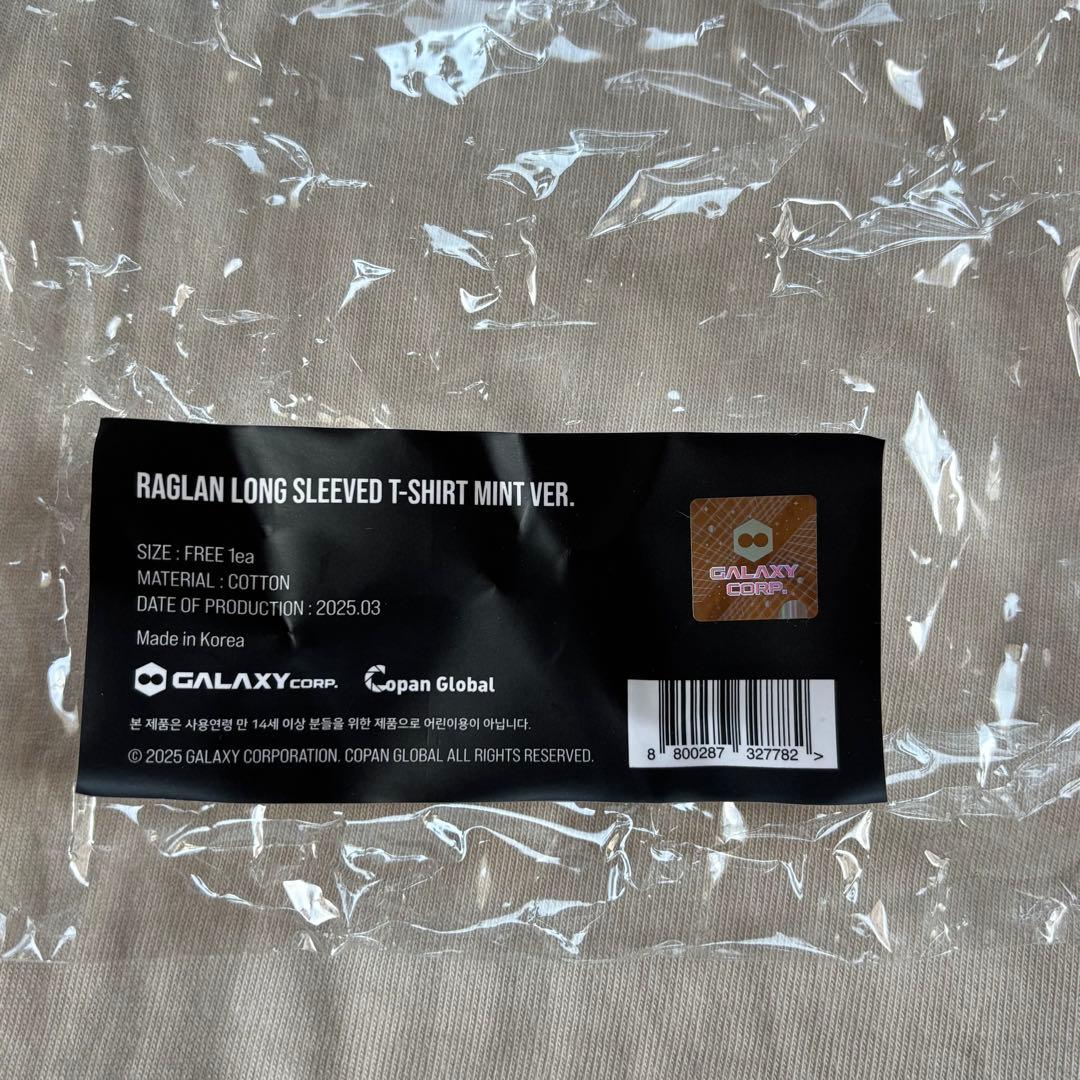 RAGLAN LONG SLEEVED T-SHIRT MINT VER.
SIZE : FREE 1ea
MATERIAL : COTTON
DATE OF PRODUCTION : 2025.03
Made in Korea
GALAXY CORP.
Copan Global
본 제품은 사용연령 만 14세 이상 분들을 위한 제품으로 어린이용이 아닙니다.
© 2025 GALAXY CORPORATION. COPAN GLOBAL ALL RIGHTS RESERVED.
GALAXY
CORP.
8 800287 327782 >